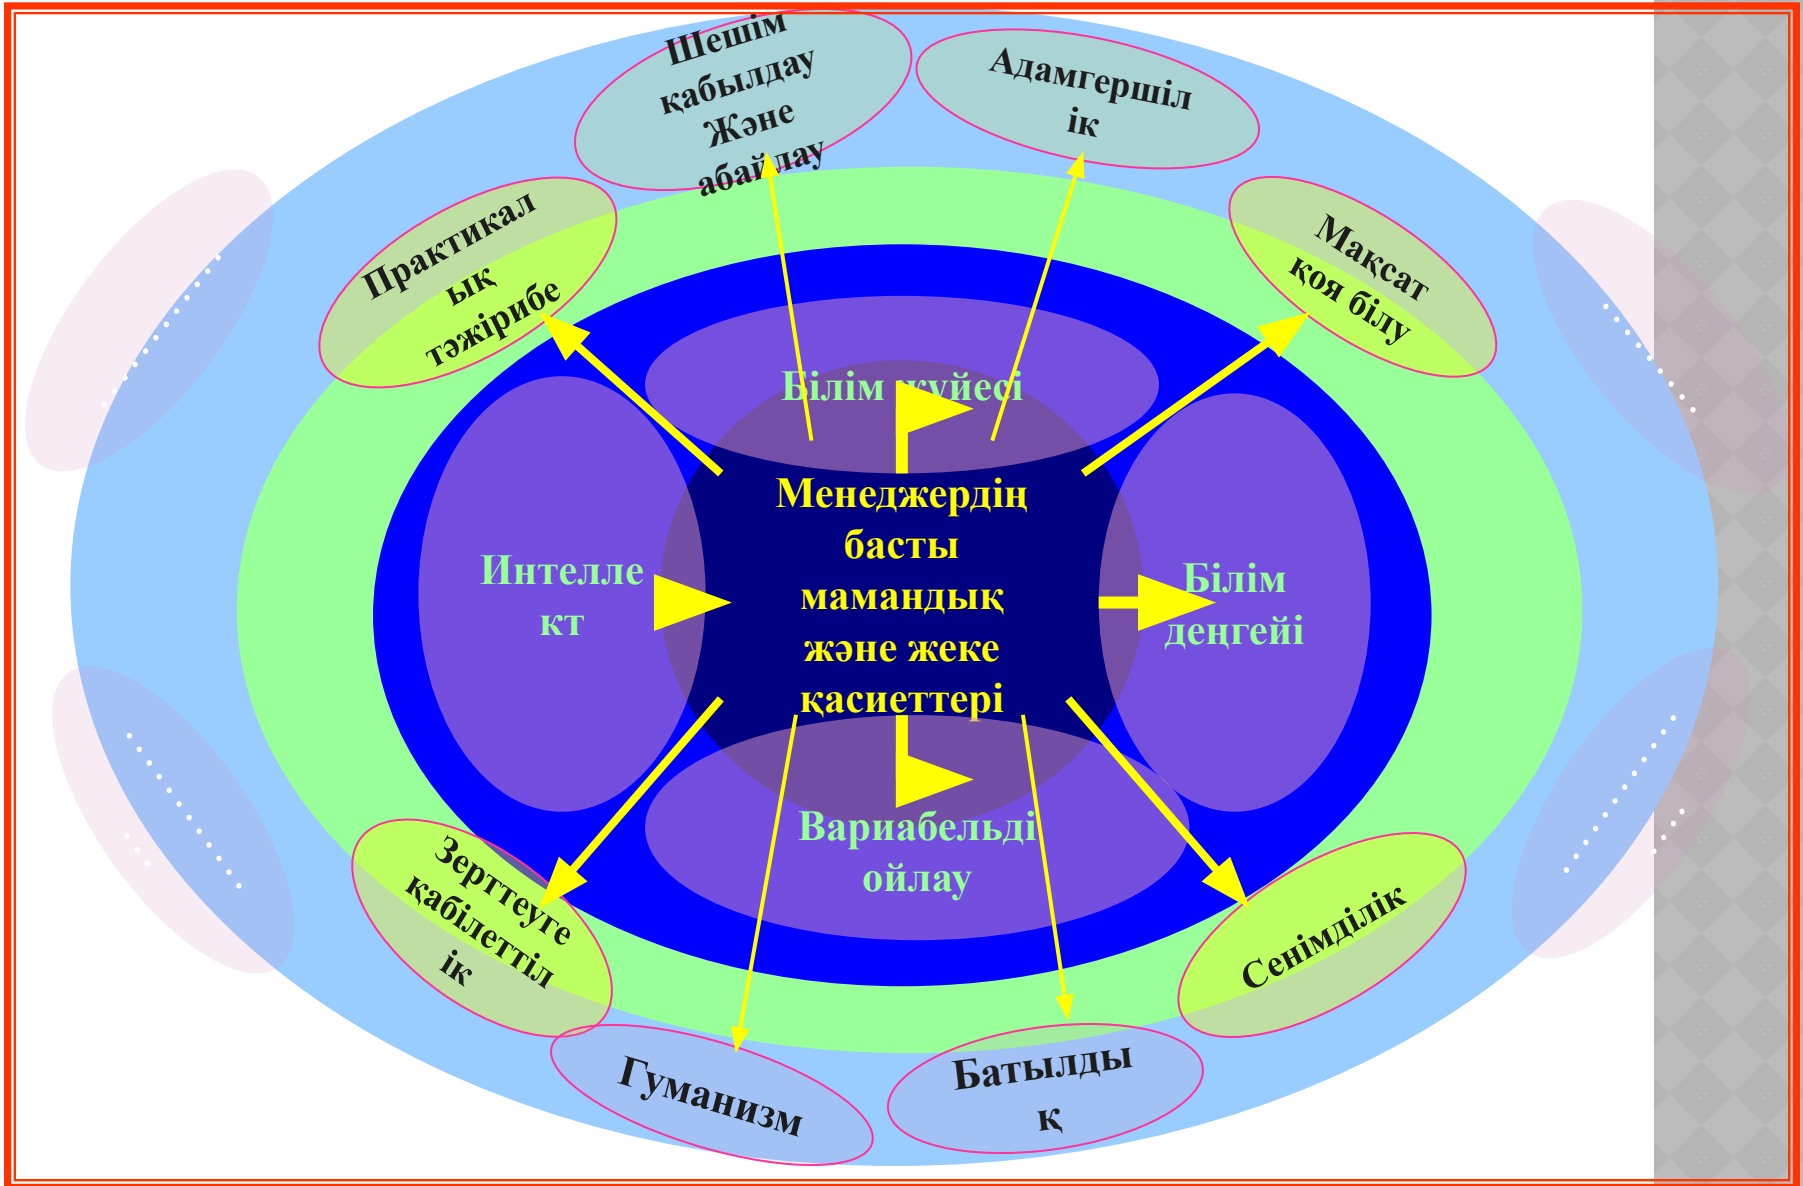 Шешім
қабылдау
Және
абайлау
Адамгершіл
ік
Практикал
ық
тәжірибе
Мақсат
қоя білу
Білім жүйесі
Менеджердің
басты
мамандық
және жеке
қасиеттері
Интелле
кт
Білім
деңгейі
Вариабельді
ойлау
Зерттеуге
қабілеттіл
ік
Сенімділік
Гуманизм
Батылды
қ